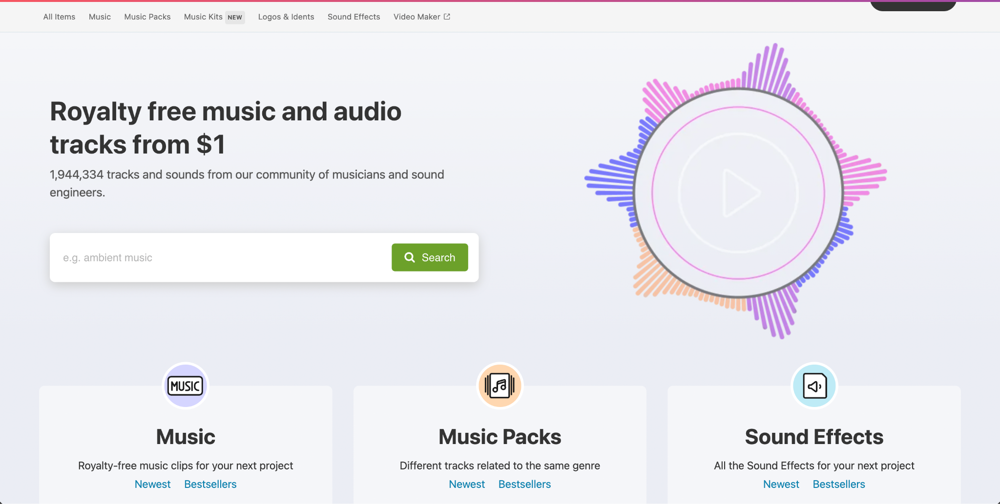 All Items Music Music Packs Music Kits NEW Logos & Idents Sound Effects Video Maker
Royalty free music and audio
tracks from $1
1,944,334 tracks and sounds from our community of musicians and sound
engineers.
e.g. ambient music Search
MUSIC
Music
Royalty-free music clips for your next project
Newest Bestsellers
Music Packs
Different tracks related to the same genre
Newest Bestsellers
Sound Effects
All the Sound Effects for your next project
Newest Bestsellers